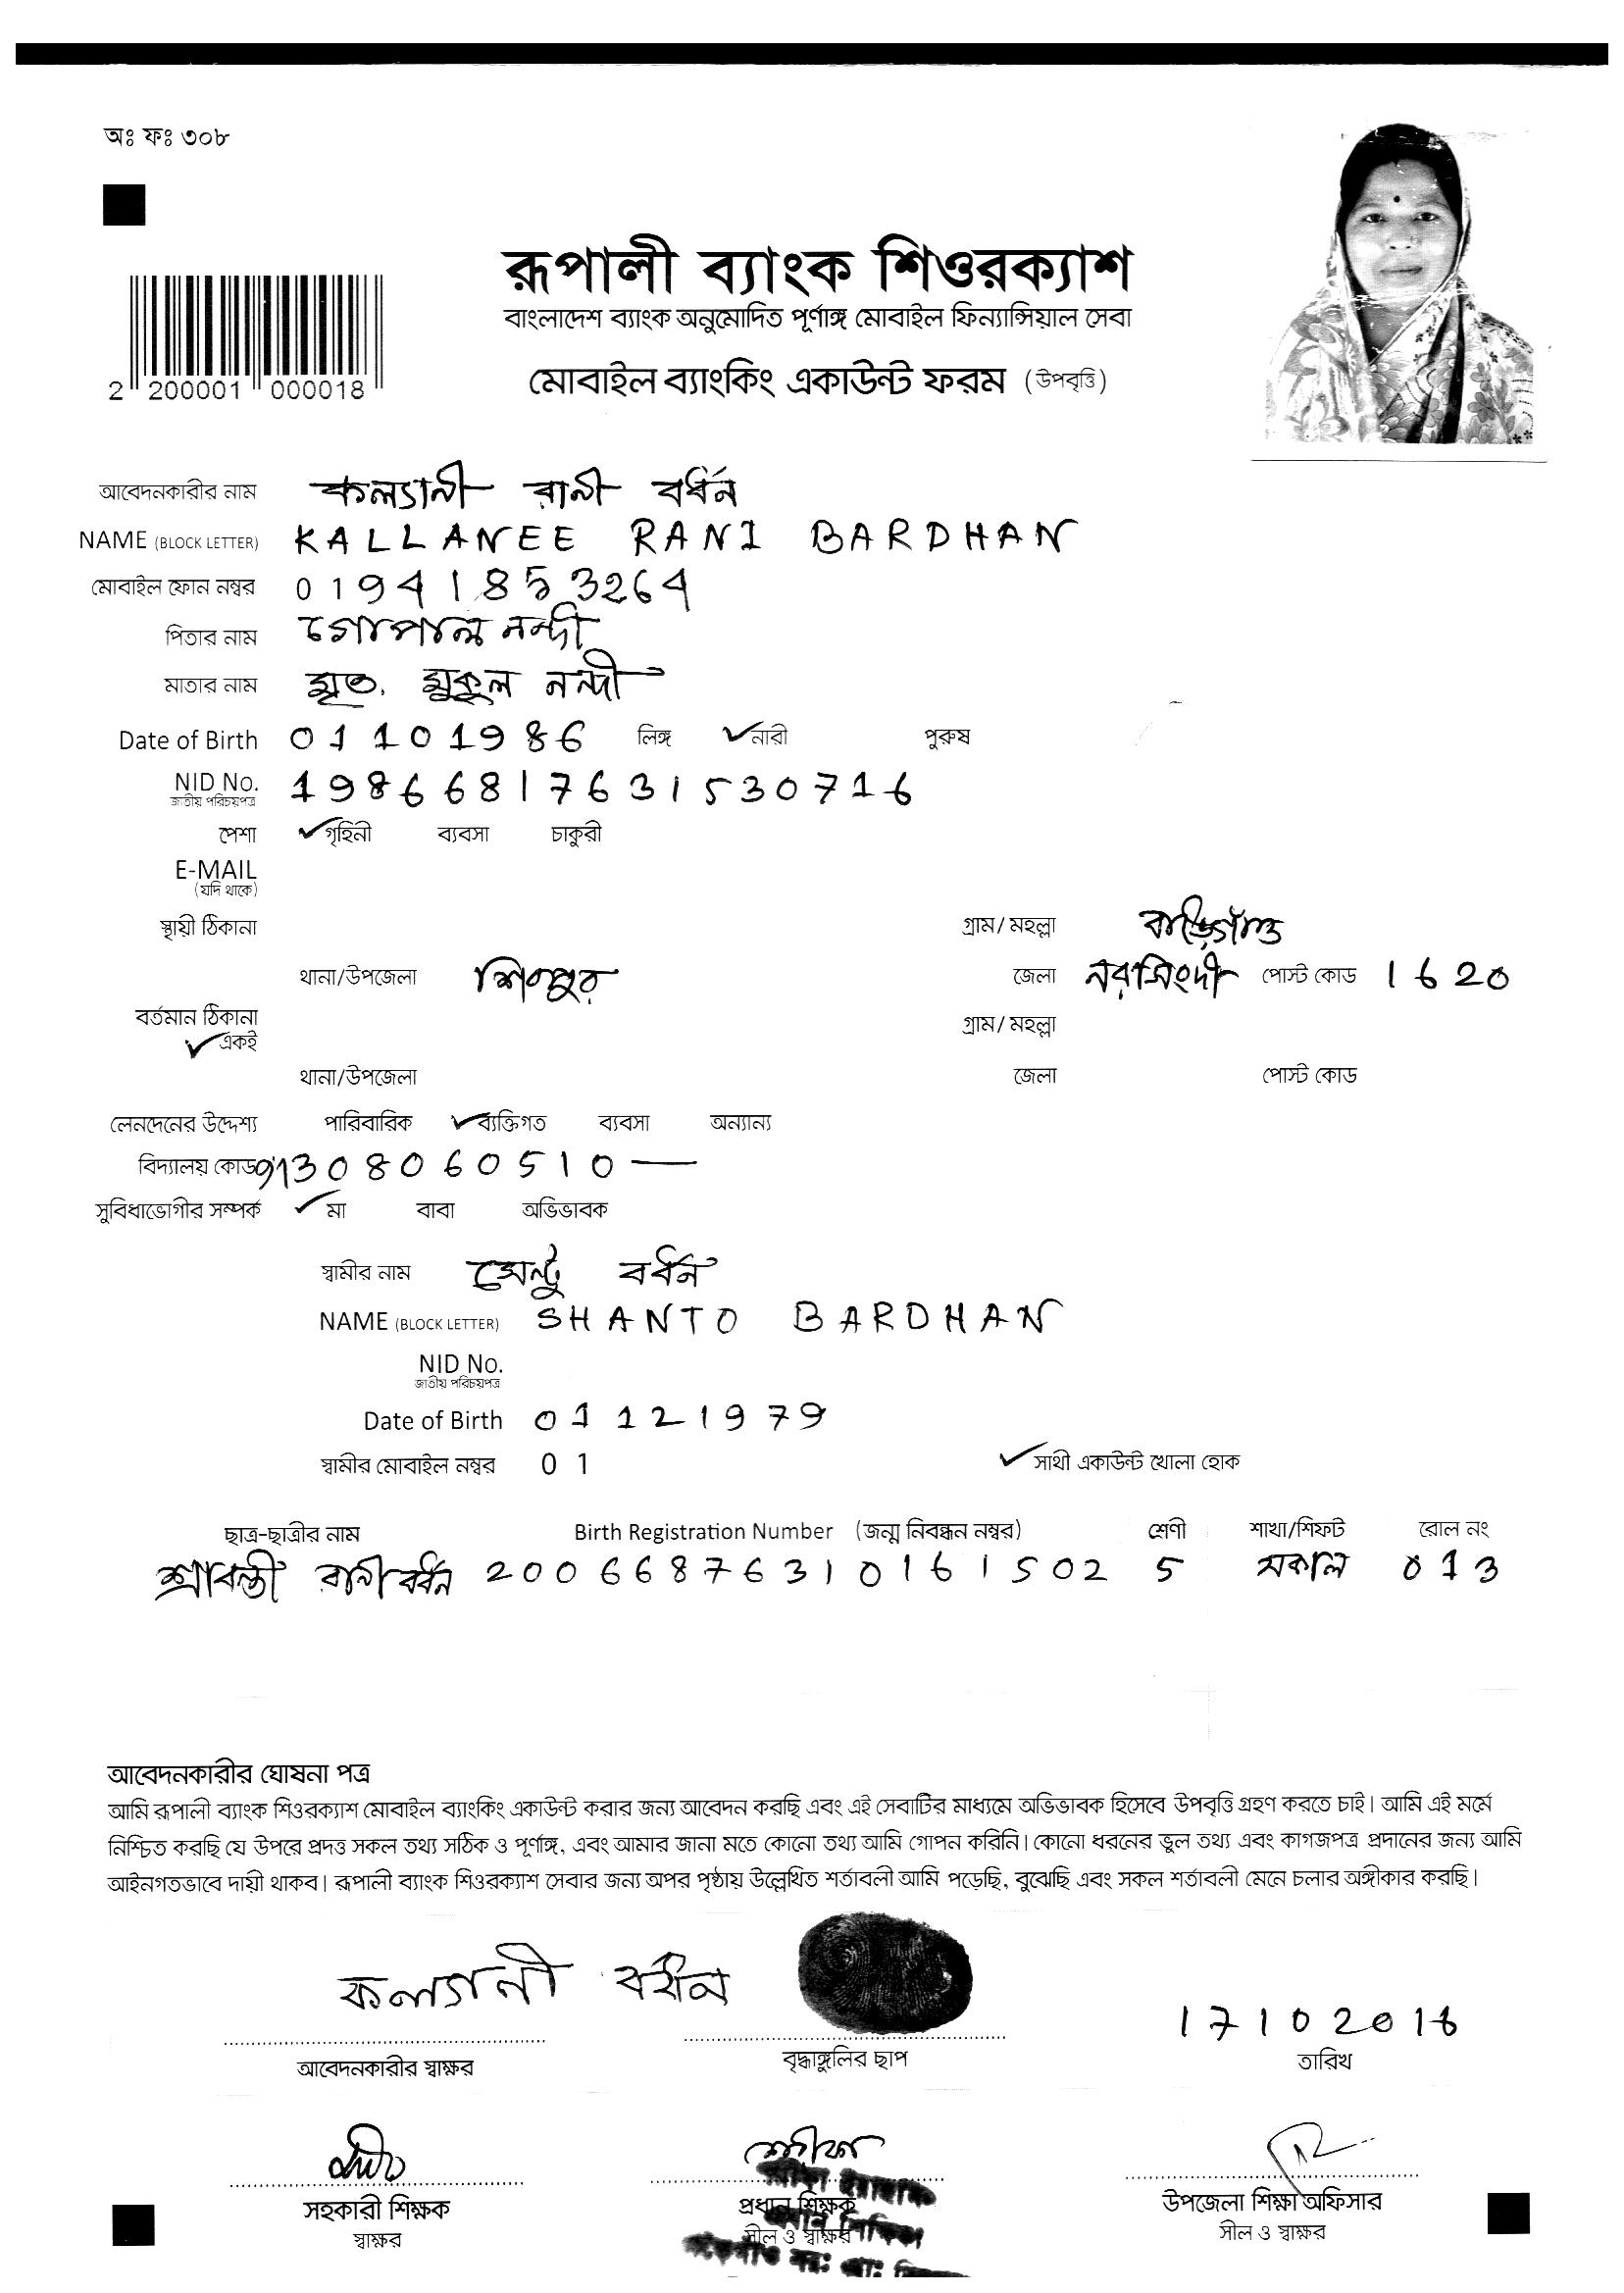 অঃ ফঃ ৩০৮
রূপালী ব্যাংক শিওরক্যাশ
বাংলাদেশ ব্যাংক অনুমোদিত পূর্ণাঙ্গ মোবাইল ফিন্যান্সিয়াল সেবা
2 200001 000018
মোবাইল ব্যাংকিং একাউন্ট ফরম (উপবৃত্তি)
আবেদনকারীর নাম কল্যানী রানী বর্ধন
NAME (BLOCK LETTER) KALLANEE RANI BARDHAN
মোবাইল ফোন নম্বর 01941853264
পিতার নাম গোপাল নন্দী
মাতার নাম মৃত. মুকুল নন্দী
Date of Birth 01101986 লিঙ্গ ✓নারী পুরুষ
NID No. 19866817631530716
জাতীয় পরিচয়পত্র
পেশা ✓গৃহিনী ব্যবসা চাকুরী
E-MAIL
(যদি থাকে)
স্থায়ী ঠিকানা গ্রাম/ মহল্লা
থানা/উপজেলা শিবপুর জেলা নরসিংদী পোস্ট কোড 1620
বর্তমান ঠিকানা গ্রাম/ মহল্লা
✓একই
থানা/উপজেলা জেলা পোস্ট কোড
লেনদেনের উদ্দেশ্য পারিবারিক ✓ব্যক্তিগত ব্যবসা অন্যান্য
বিদ্যালয় কোড 91308060510 —
সুবিধাভোগীর সম্পর্ক ✓মা বাবা অভিভাবক
স্বামীর নাম সেন্টু বর্ধন
NAME (BLOCK LETTER) SHANTO BARDHAN
NID No.
জাতীয় পরিচয়পত্র
Date of Birth 01121979
স্বামীর মোবাইল নম্বর 01 ✓সাথী একাউন্ট খোলা হোক
ছাত্র-ছাত্রীর নাম Birth Registration Number (জন্ম নিবন্ধন নম্বর) শ্রেণী শাখা/শিফট রোল নং
শ্রাবন্তী রানী বর্ধন 20066876310161502 5 সকাল 013
আবেদনকারীর ঘোষনা পত্র
আমি রূপালী ব্যাংক শিওরক্যাশ মোবাইল ব্যাংকিং একাউন্ট করার জন্য আবেদন করছি এবং এই সেবাটির মাধ্যমে অভিভাবক হিসেবে উপবৃত্তি গ্রহণ করতে চাই। আমি এই মর্মে
নিশ্চিত করছি যে উপরে প্রদত্ত সকল তথ্য সঠিক ও পূর্ণাঙ্গ, এবং আমার জানা মতে কোনো তথ্য আমি গোপন করিনি। কোনো ধরনের ভুল তথ্য এবং কাগজপত্র প্রদানের জন্য আমি
আইনগতভাবে দায়ী থাকব। রূপালী ব্যাংক শিওরক্যাশ সেবার জন্য অপর পৃষ্ঠায় উল্লেখিত শর্তাবলী আমি পড়েছি, বুঝেছি এবং সকল শর্তাবলী মেনে চলার অঙ্গীকার করছি।
কল্যানী বর্ধন
17102016
আবেদনকারীর স্বাক্ষর বৃদ্ধাঙ্গুলির ছাপ তারিখ
সহকারী শিক্ষক প্রধান শিক্ষক উপজেলা শিক্ষা অফিসার
স্বাক্ষর সীল ও স্বাক্ষর সীল ও স্বাক্ষর